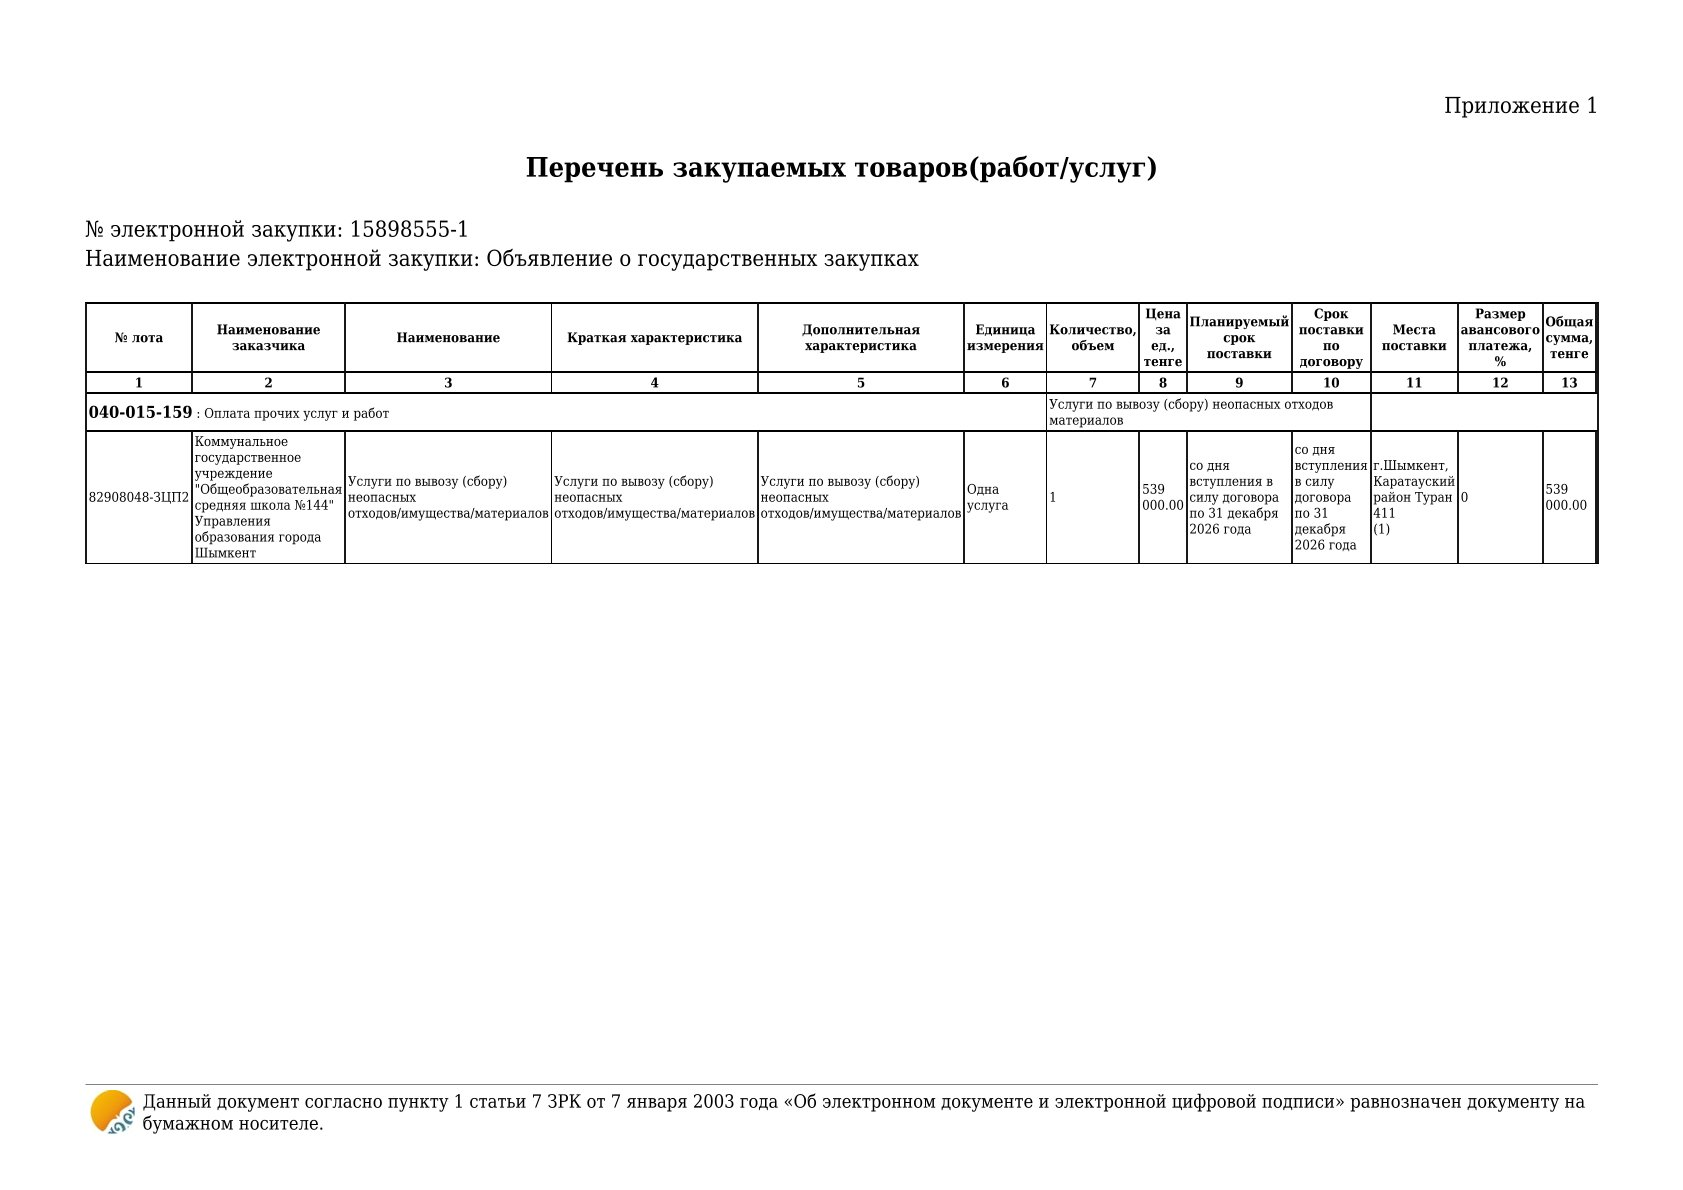 Приложение 1
Перечень закупаемых товаров(работ/услуг)
№ электронной закупки: 15898555-1
Наименование электронной закупки: Объявление о государственных закупках
№ лота
Наименование
заказчика
Наименование
Краткая характеристика
Дополнительная
характеристика
Единица
измерения
Количество,
объем
Цена
за
ед.,
тенге
Планируемый
срок
поставки
Срок
поставки
по
договору
Места
поставки
Размер
авансового
платежа,
%
Общая
сумма,
тенге
1 2 3 4 5 6 7 8 9 10 11 12 13
040-015-159 : Оплата прочих услуг и работ
Услуги по вывозу (сбору) неопасных отходов
материалов
82908048-ЗЦП2
Коммунальное
государственное
учреждение
"Общеобразовательная
средняя школа №144"
Управления
образования города
Шымкент
Услуги по вывозу (сбору)
неопасных
отходов/имущества/материалов
Услуги по вывозу (сбору)
неопасных
отходов/имущества/материалов
Услуги по вывозу (сбору)
неопасных
отходов/имущества/материалов
Одна
услуга
1
539
000.00
со дня
вступления в
силу договора
по 31 декабря
2026 года
со дня
вступления
в силу
договора
по 31
декабря
2026 года
г.Шымкент,
Каратауский
район Туран
411
(1)
0
539
000.00
Данный документ согласно пункту 1 статьи 7 ЗРК от 7 января 2003 года «Об электронном документе и электронной цифровой подписи» равнозначен документу на
бумажном носителе.